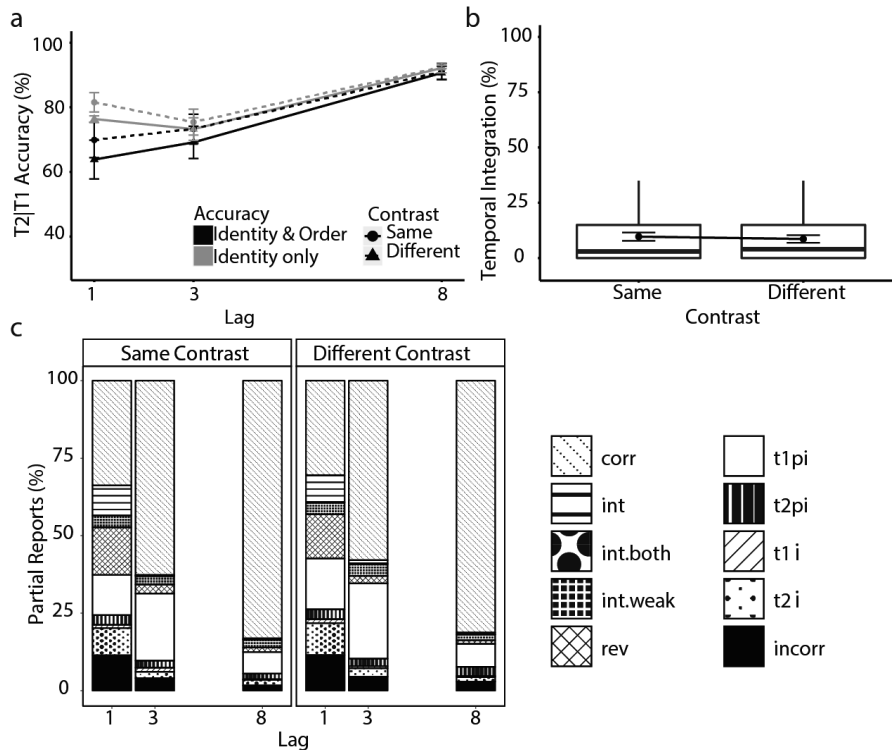 a
T2|T1 Accuracy (%)
100
80
60
40
Accuracy
Identity & Order
Identity only
Contrast
Same
Different
1
3
8
Lag
b
Temporal Integration (%)
100
75
50
25
0
Same
Different
Contrast
c
Same Contrast
Different Contrast
Partial Reports (%)
100
75
50
25
0
1
3
8
1
3
8
Lag
corr
int
int.both
int.weak
rev
t1pi
t2pi
t1 i
t2 i
incorr